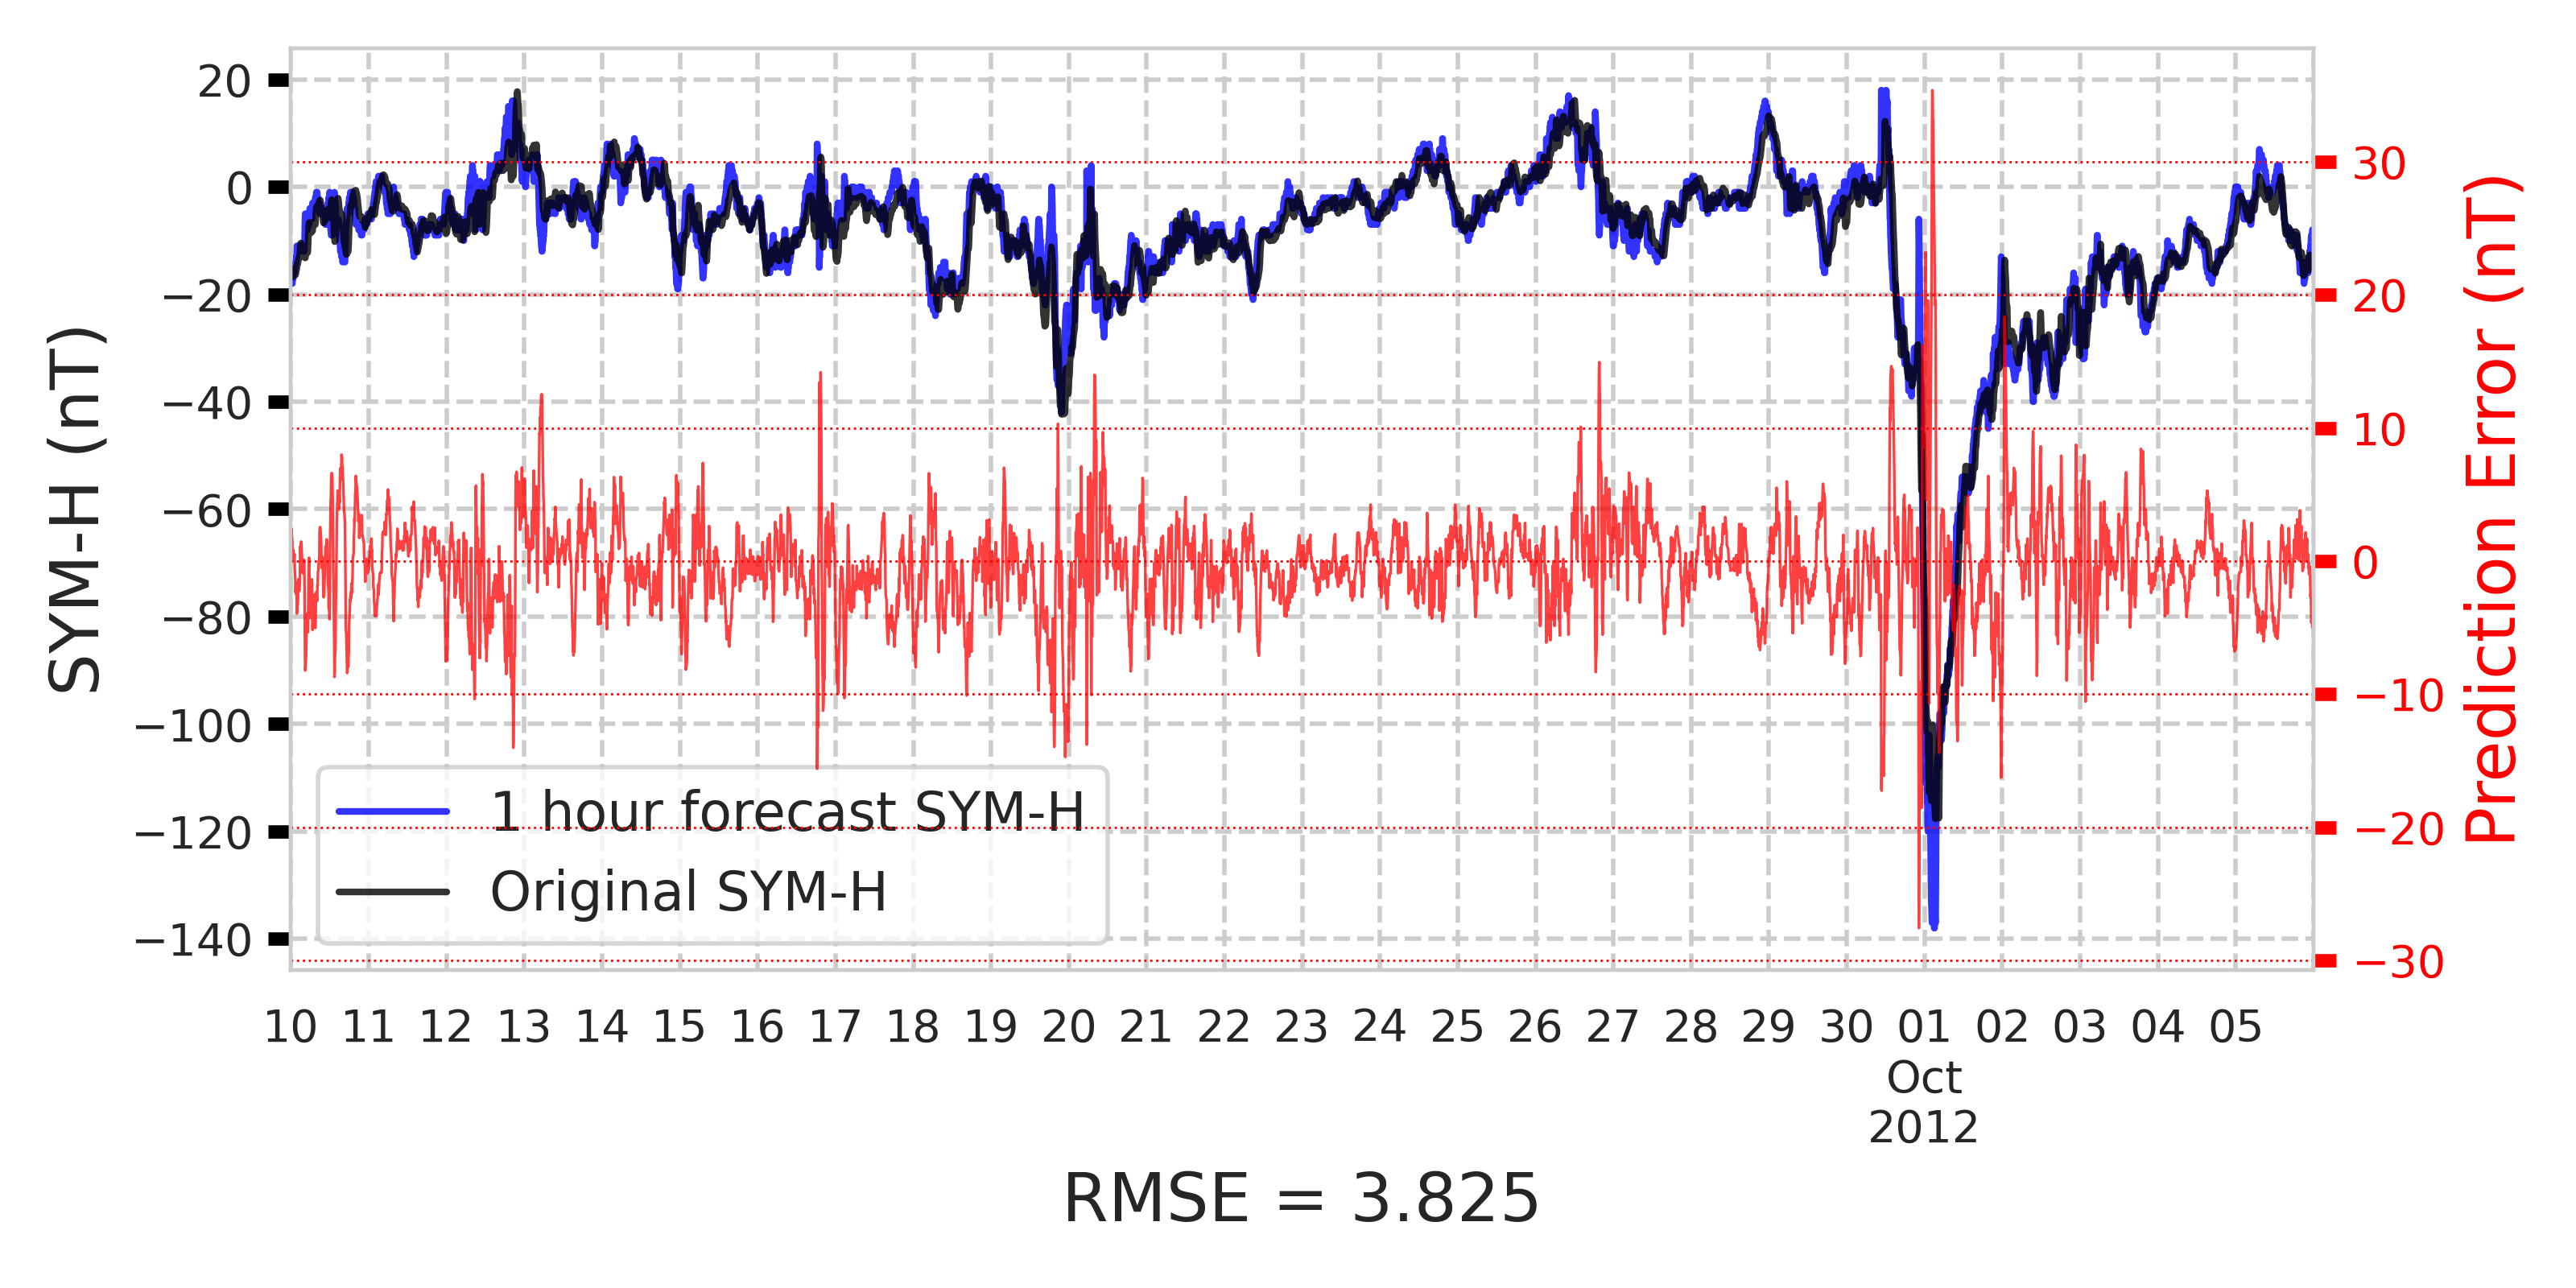 20
0
−20
−40
−60
−80
−100
−120
−140
SYM-H (nT)
30
20
10
0
−10
−20
−30
Prediction Error (nT)
1 hour forecast SYM-H
Original SYM-H
10 11 12 13 14 15 16 17 18 19 20 21 22 23 24 25 26 27 28 29 30 01 02 03 04 05
Oct
2012
RMSE = 3.825